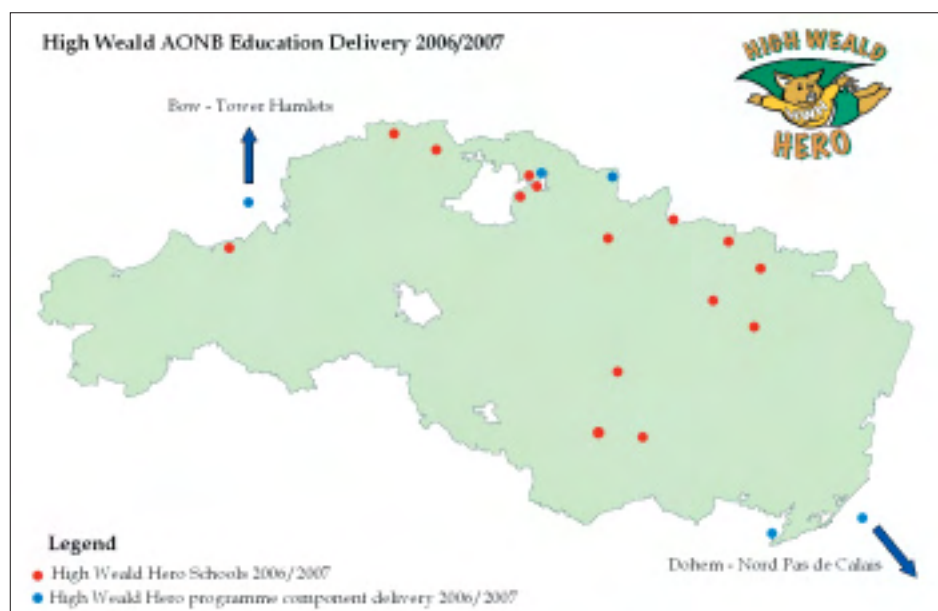 High Weald AONB Education Delivery 2006/2007
HIGH WEALD
HERO
Bow - Tower Hamlets
Dohem - Nord Pas de Calais
Legend
High Weald Hero Schools 2006/2007
High Weald Hero programme component delivery 2006/2007